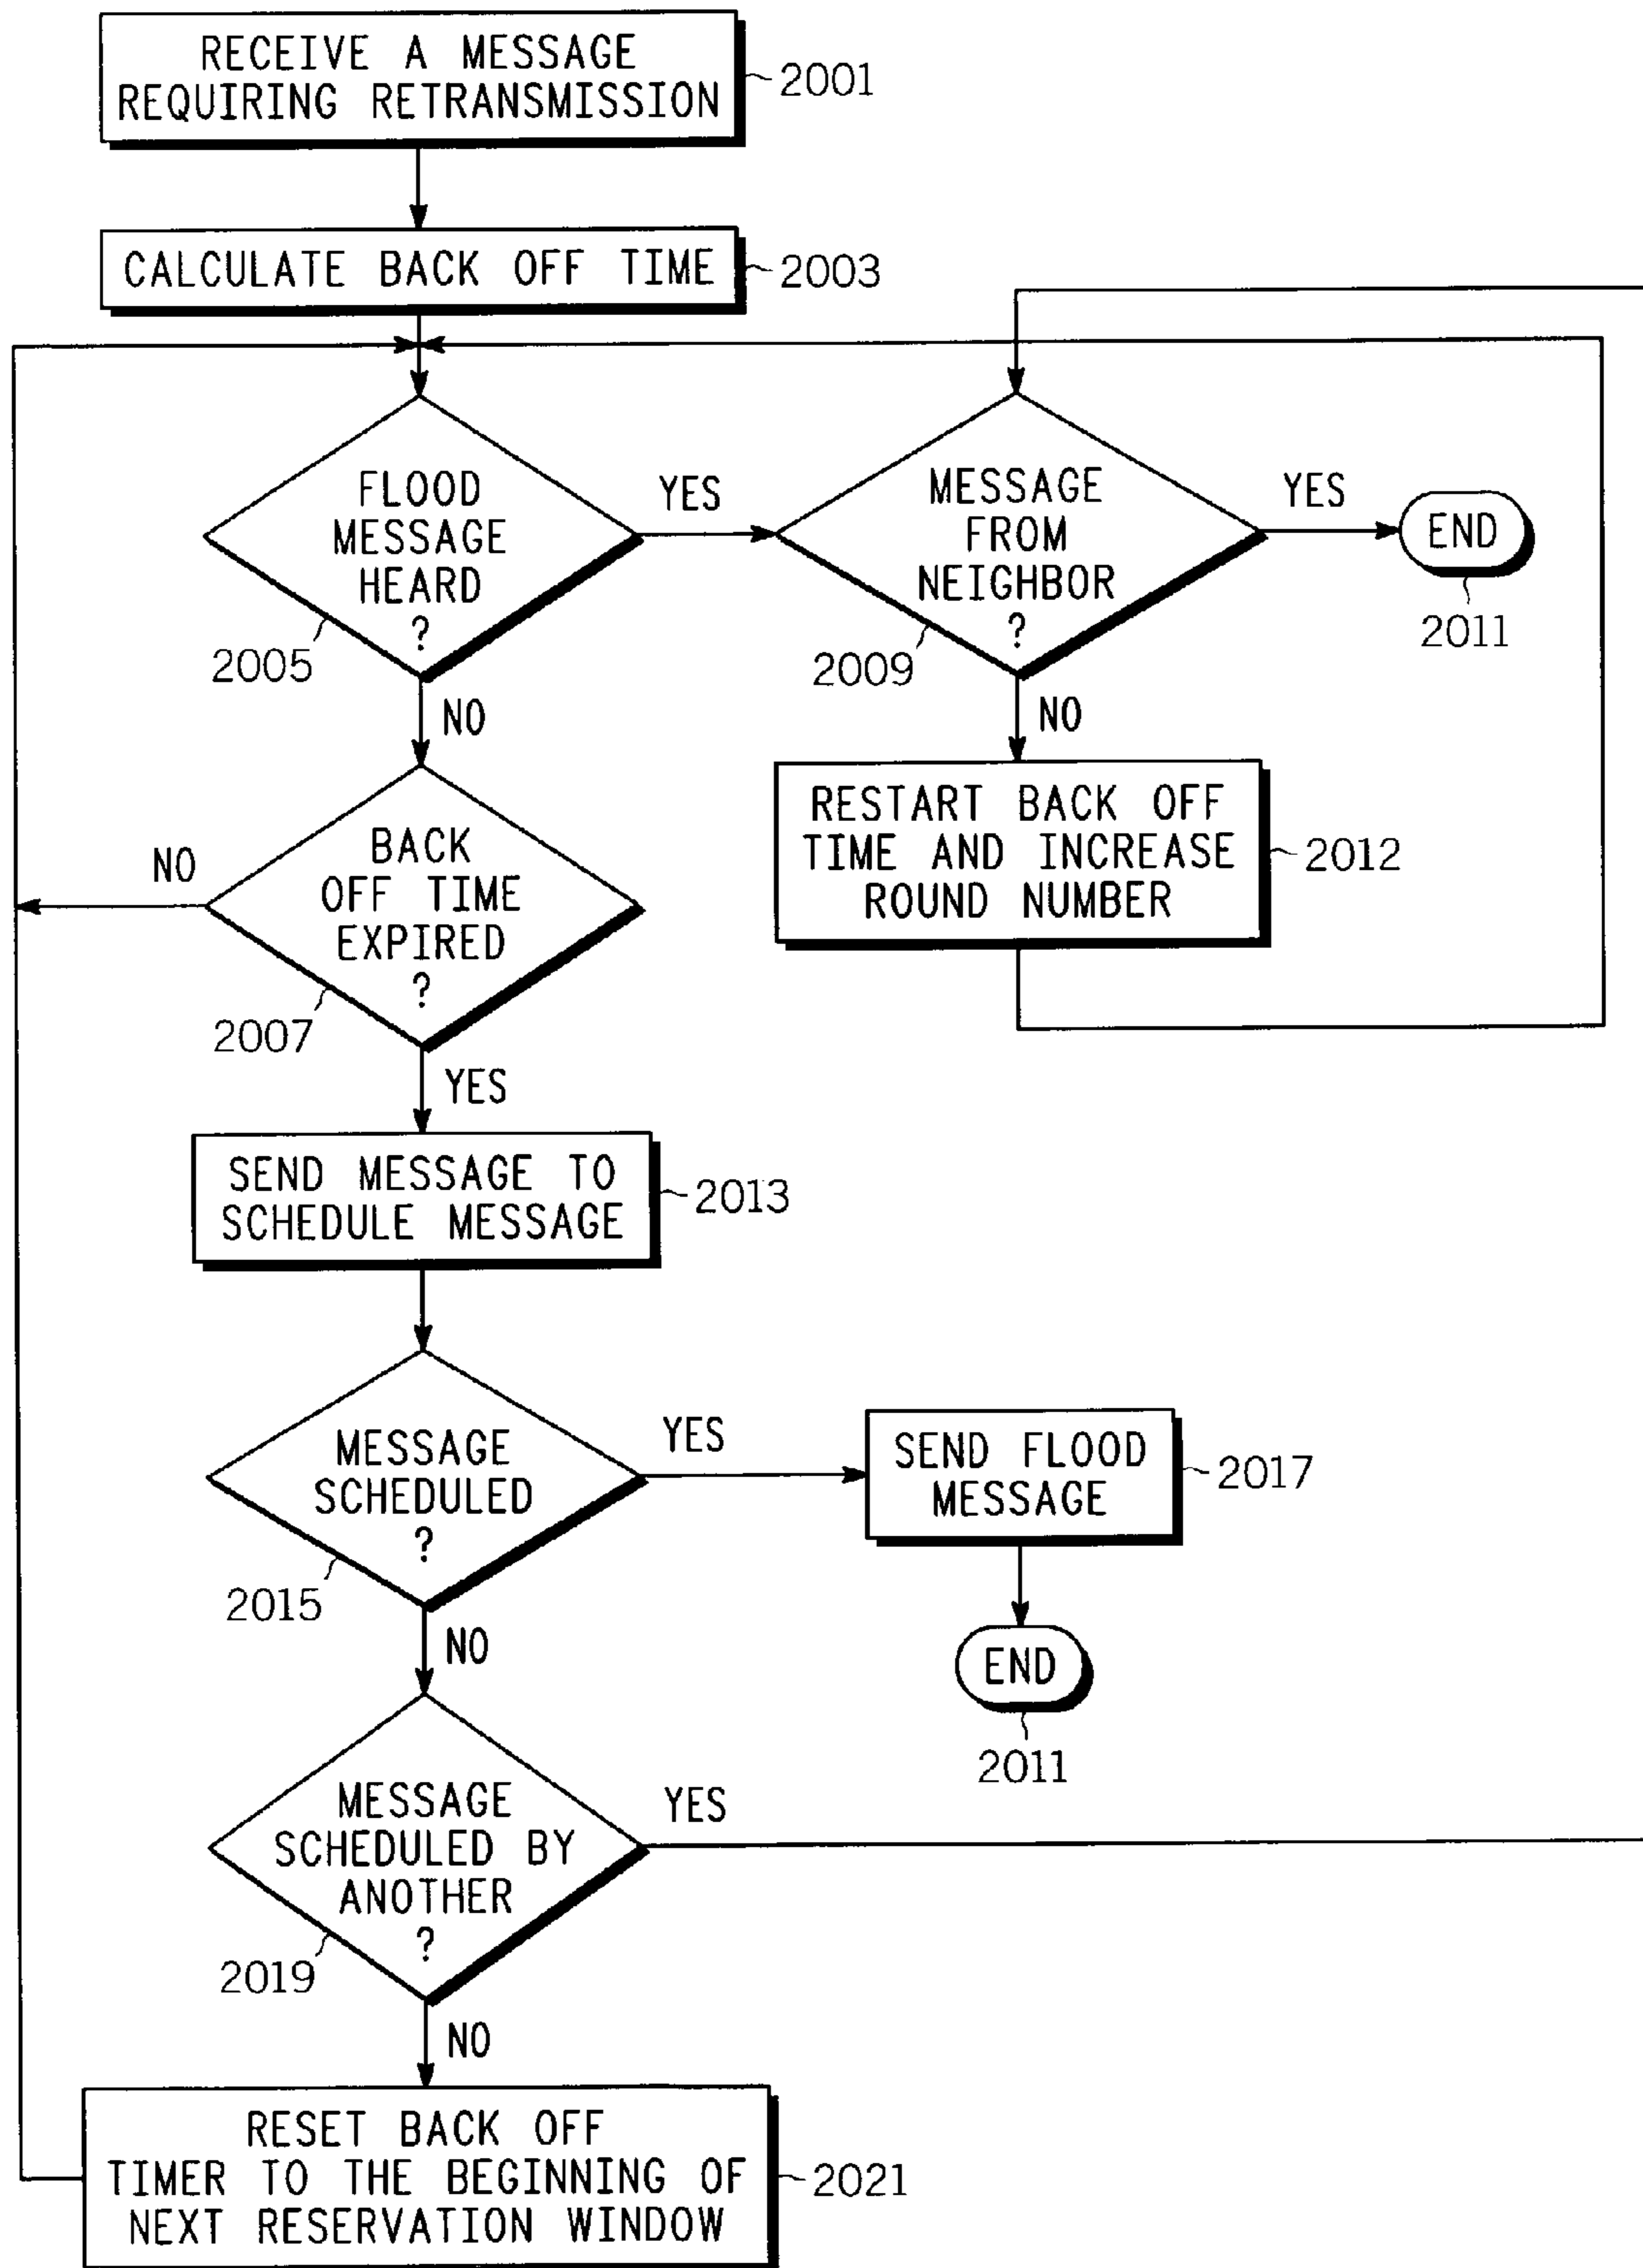 RECEIVE A MESSAGE
REQUIRING RETRANSMISSION
2001
CALCULATE BACK OFF TIME
2003
FLOOD
MESSAGE
HEARD
?
2005
YES
NO
MESSAGE
FROM
NEIGHBOR
?
2009
YES
END
2011
NO
RESTART BACK OFF
TIME AND INCREASE
ROUND NUMBER
2012
BACK
OFF TIME
EXPIRED
?
2007
NO
YES
SEND MESSAGE TO
SCHEDULE MESSAGE
2013
MESSAGE
SCHEDULED
?
2015
YES
SEND FLOOD
MESSAGE
2017
END
2011
NO
MESSAGE
SCHEDULED BY
ANOTHER
?
2019
YES
NO
RESET BACK OFF
TIMER TO THE BEGINNING OF
NEXT RESERVATION WINDOW
2021